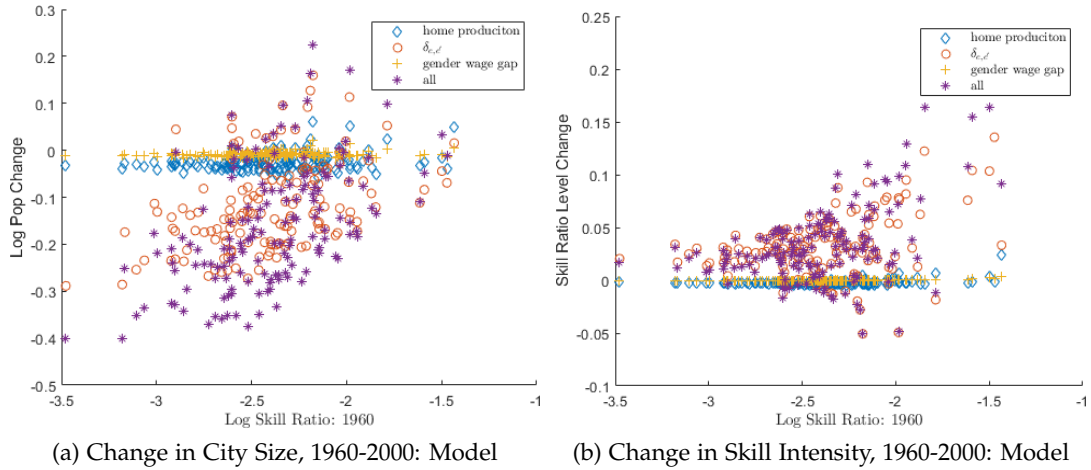 0.3
0.2
0.1
0
-0.1
-0.2
-0.3
-0.4
-0.5
Log Pop Change
-3.5 -3 -2.5 -2 -1.5 -1
Log Skill Ratio: 1960
home produciton
δc,c′
gender wage gap
all
(a) Change in City Size, 1960-2000: Model
0.25
0.2
0.15
0.1
0.05
0
-0.05
-0.1
Skill Ratio Level Change
-3.5 -3 -2.5 -2 -1.5 -1
Log Skill Ratio: 1960
home produciton
δc,c′
gender wage gap
all
(b) Change in Skill Intensity, 1960-2000: Model